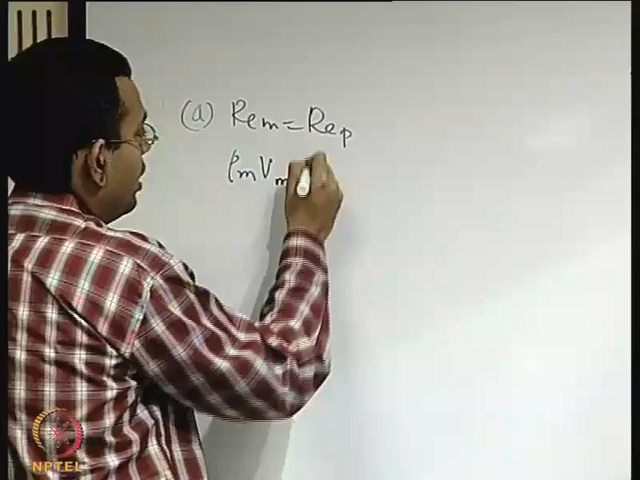 (a) Rem = Rep
ρm Vm
NPTEL